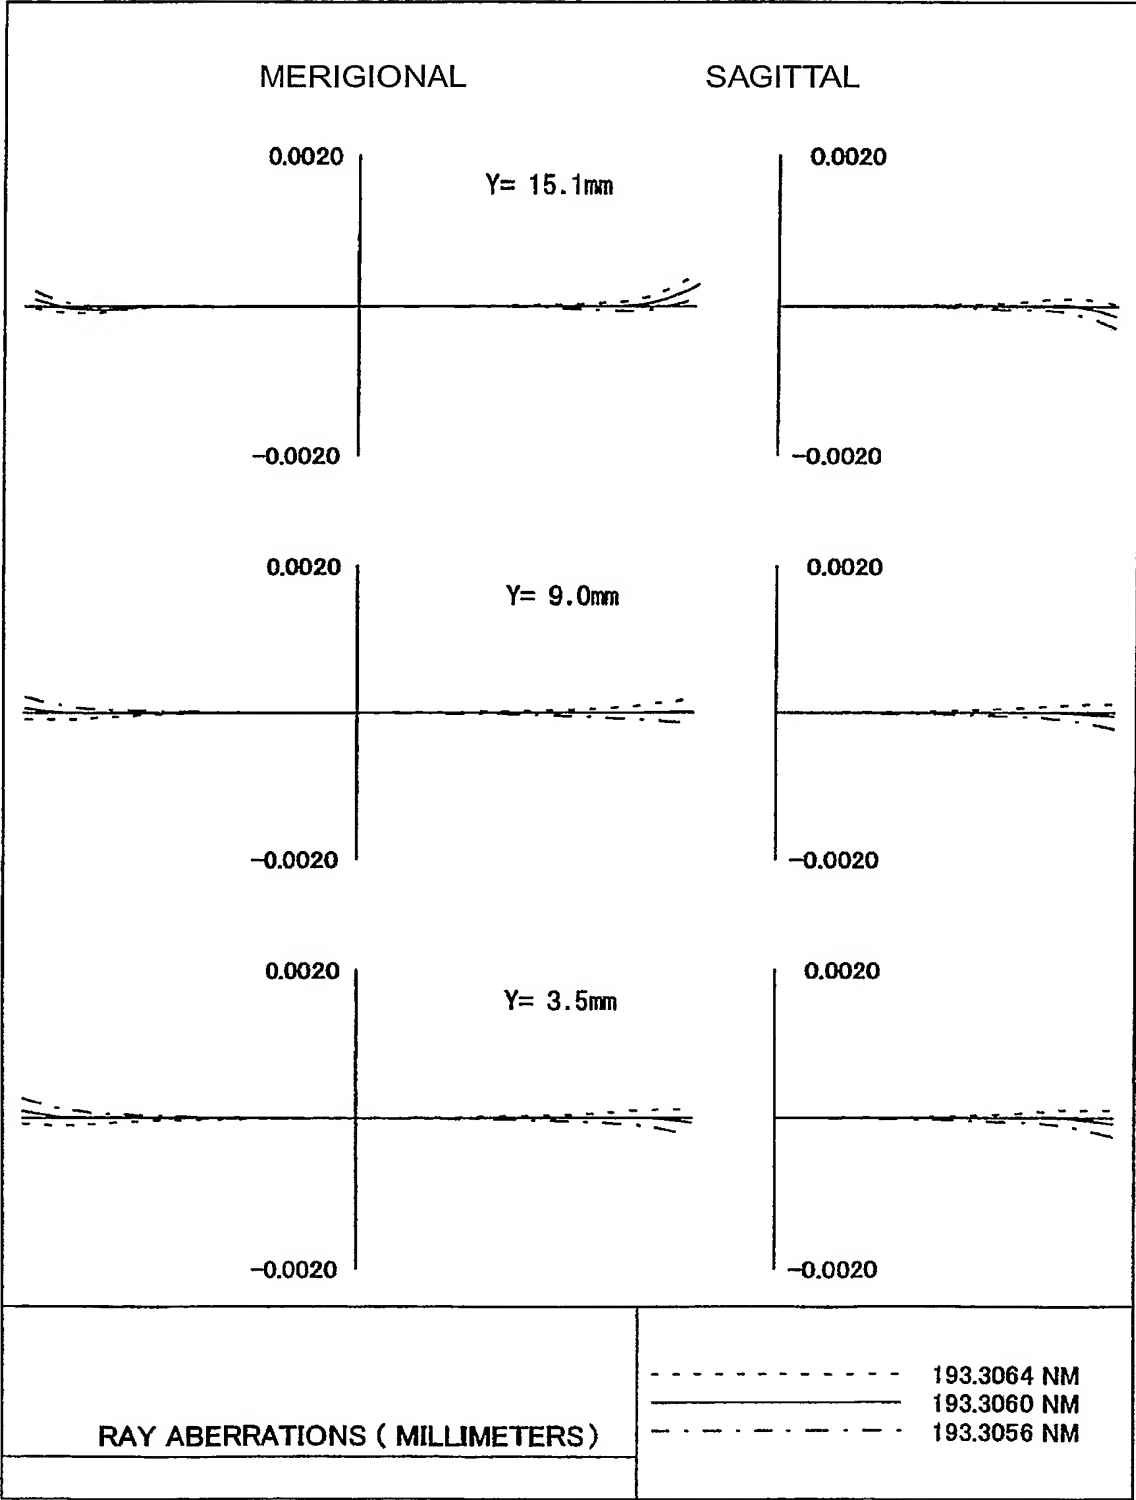 MERIGIONAL SAGITTAL
0.0020 0.0020
Y= 15.1mm
-0.0020 -0.0020
0.0020 0.0020
Y= 9.0mm
-0.0020 -0.0020
0.0020 0.0020
Y= 3.5mm
-0.0020 -0.0020
193.3064 NM
193.3060 NM
RAY ABERRATIONS ( MILLIMETERS) 193.3056 NM